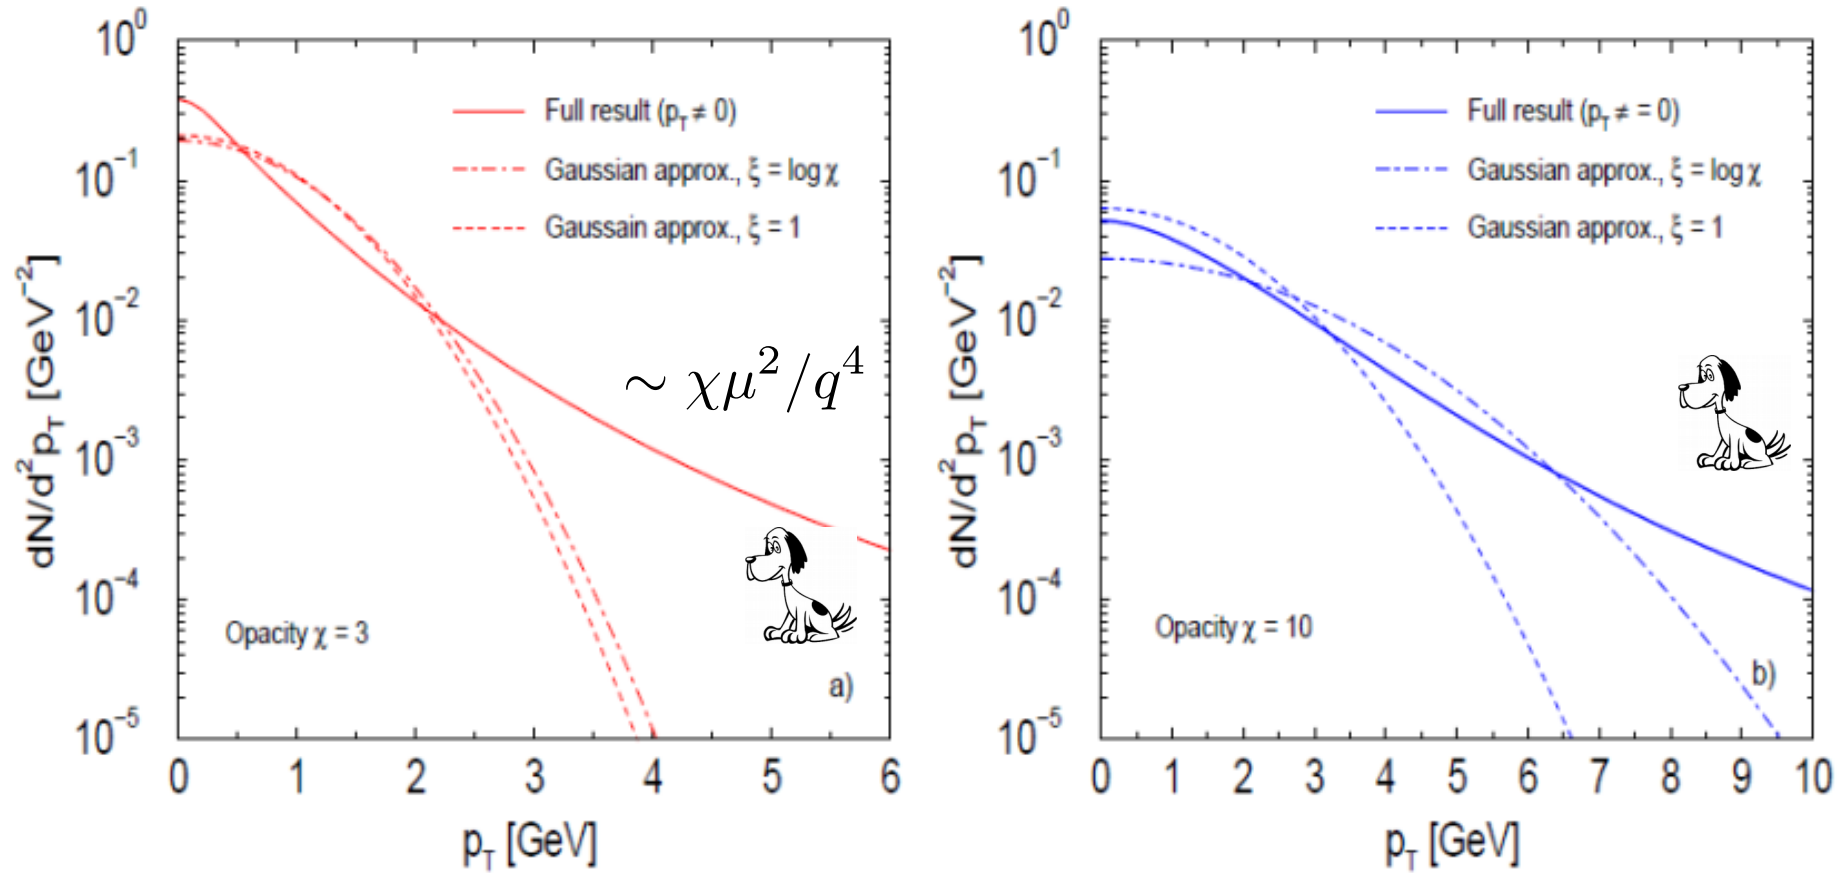 10⁰
10⁻¹
10⁻²
10⁻³
10⁻⁴
10⁻⁵
dN/d²p_T [GeV⁻²]
Full result (p_T ≠ 0)
Gaussian approx., ξ = log χ
Gaussain approx., ξ = 1
∼ χμ²/q⁴
Opacity χ = 3
a)
0 1 2 3 4 5 6
p_T [GeV]
10⁰
10⁻¹
10⁻²
10⁻³
10⁻⁴
10⁻⁵
dN/d²p_T [GeV⁻²]
Full result (p_T ≠ = 0)
Gaussian approx., ξ = log χ
Gaussian approx., ξ = 1
Opacity χ = 10
b)
0 1 2 3 4 5 6 7 8 9 10
p_T [GeV]